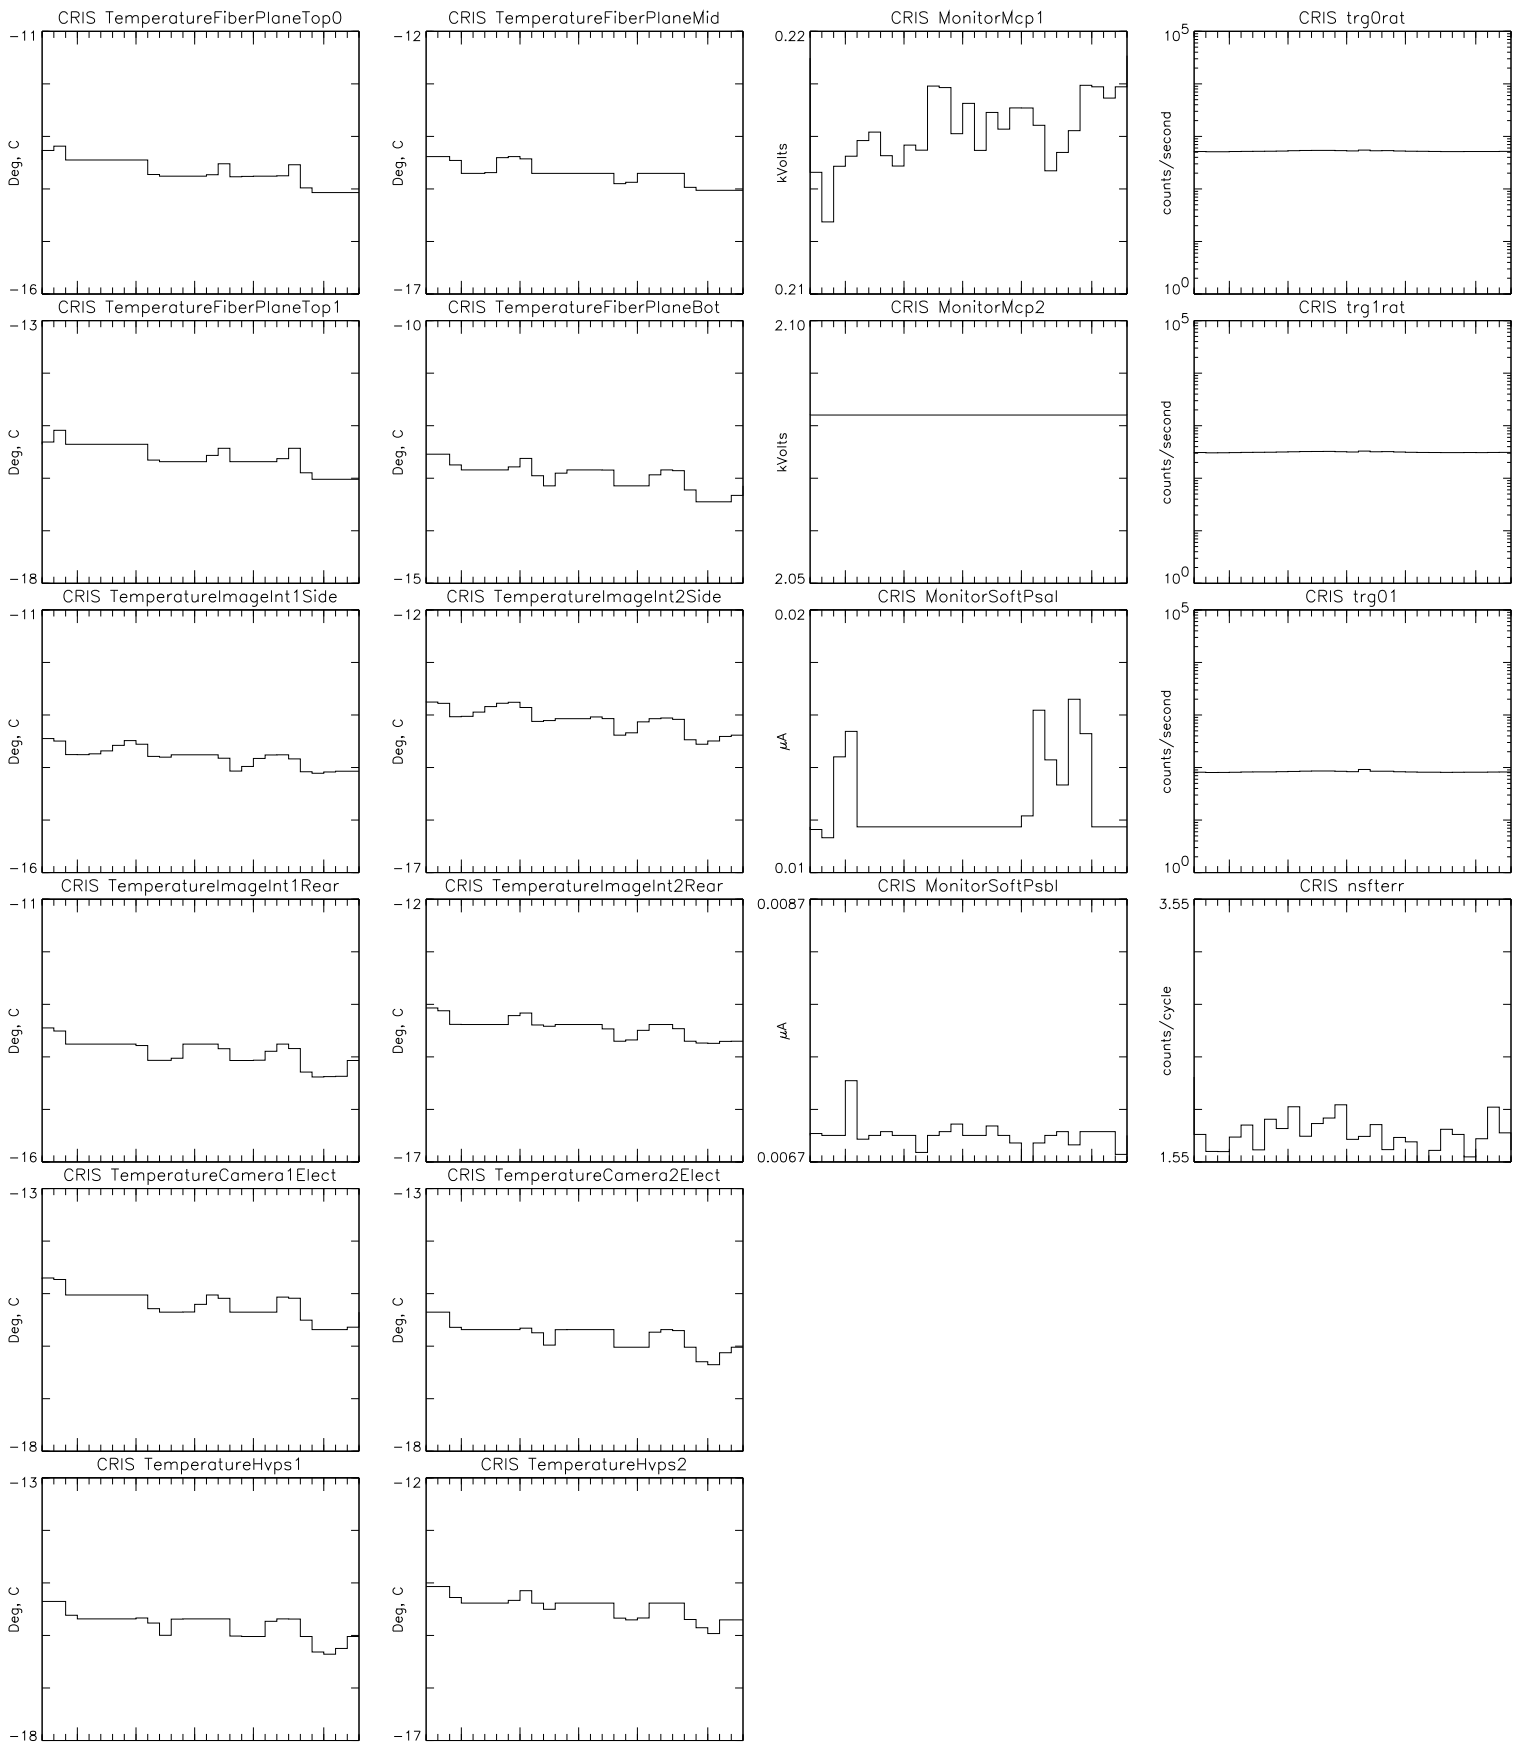 CRIS TemperatureFiberPlaneTop0
-11
Deg, C
-16
CRIS TemperatureFiberPlaneMid
-12
Deg, C
-17
CRIS MonitorMcp1
0.22
kVolts
0.21
CRIS trg0rat
10^5
counts/second
10^0
CRIS TemperatureFiberPlaneTop1
-13
Deg, C
-18
CRIS TemperatureFiberPlaneBot
-10
Deg, C
-15
CRIS MonitorMcp2
2.10
kVolts
2.05
CRIS trg1rat
10^5
counts/second
10^0
CRIS TemperatureImageInt1Side
-11
Deg, C
-16
CRIS TemperatureImageInt2Side
-12
Deg, C
-17
CRIS MonitorSoftPsaI
0.02
μA
0.01
CRIS trg01
10^5
counts/second
10^0
CRIS TemperatureImageInt1Rear
-11
Deg, C
-16
CRIS TemperatureImageInt2Rear
-12
Deg, C
-17
CRIS MonitorSoftPsbI
0.0087
μA
0.0067
CRIS nsfterr
3.55
counts/cycle
1.55
CRIS TemperatureCamera1Elect
-13
Deg, C
-18
CRIS TemperatureCamera2Elect
-13
Deg, C
-18
CRIS TemperatureHvps1
-13
Deg, C
-18
CRIS TemperatureHvps2
-12
Deg, C
-17